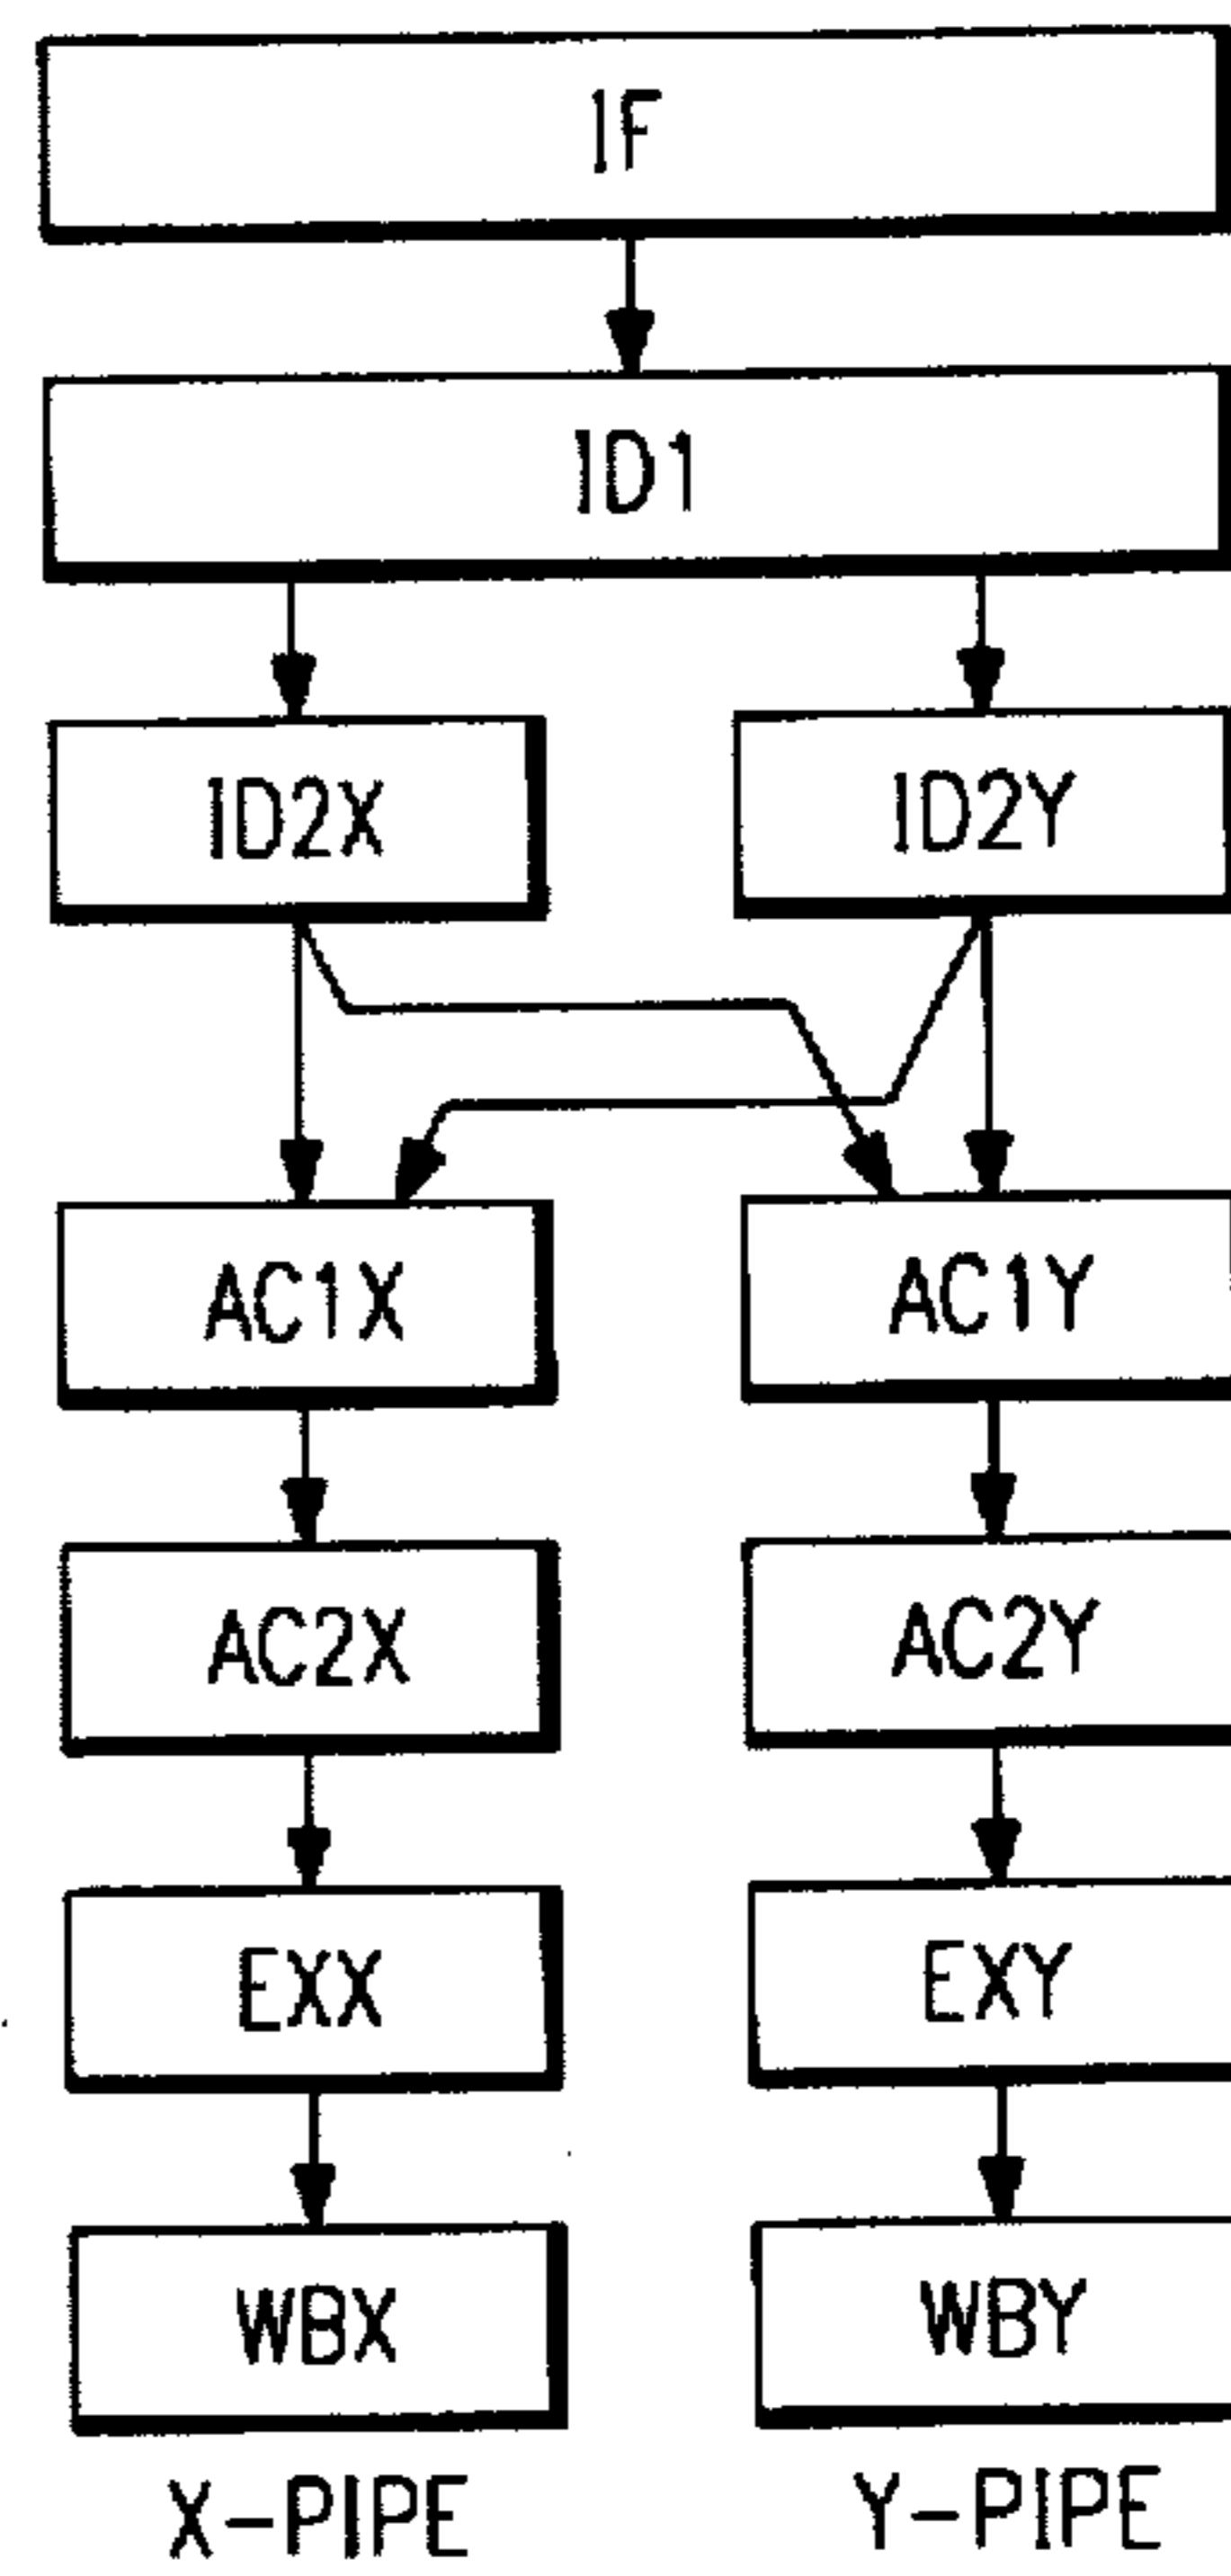 IF
ID1
ID2X
ID2Y
AC1X
AC1Y
AC2X
AC2Y
EXX
EXY
WBX
WBY
X-PIPE
Y-PIPE